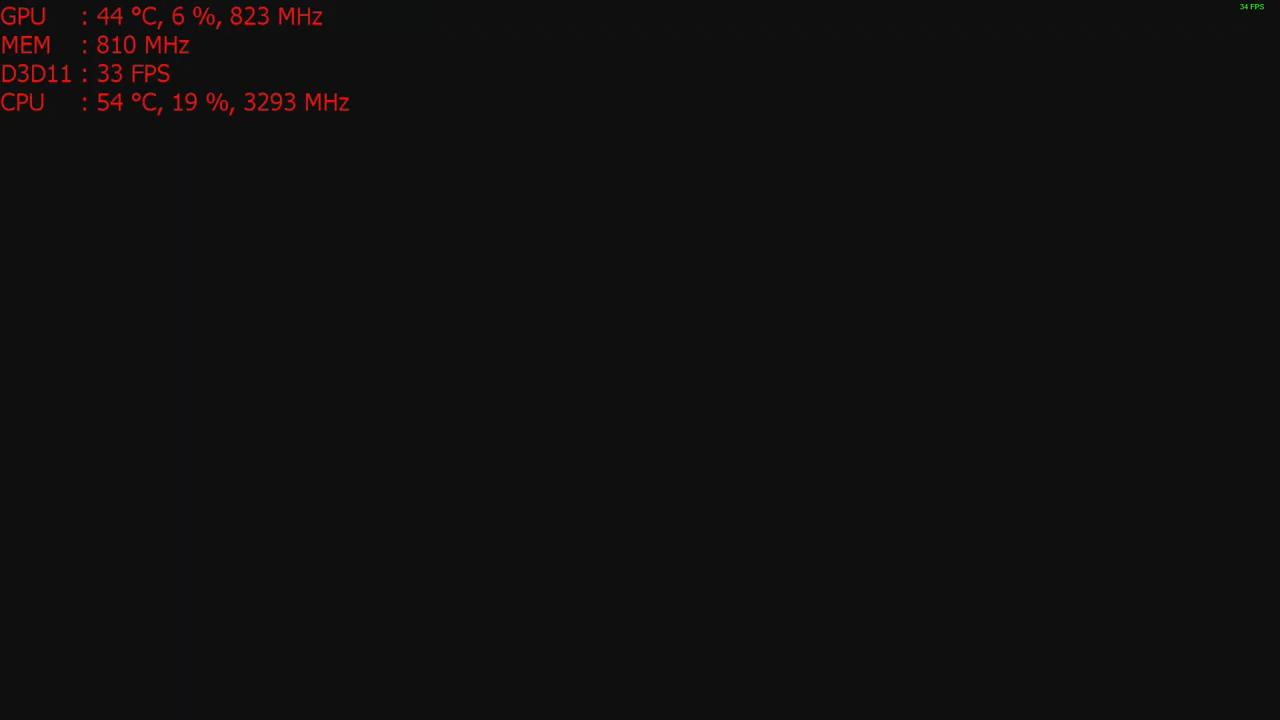 GPU : 44 °C, 6 %, 823 MHz
MEM : 810 MHz
D3D11 : 33 FPS
CPU : 54 °C, 19 %, 3293 MHz
34 FPS